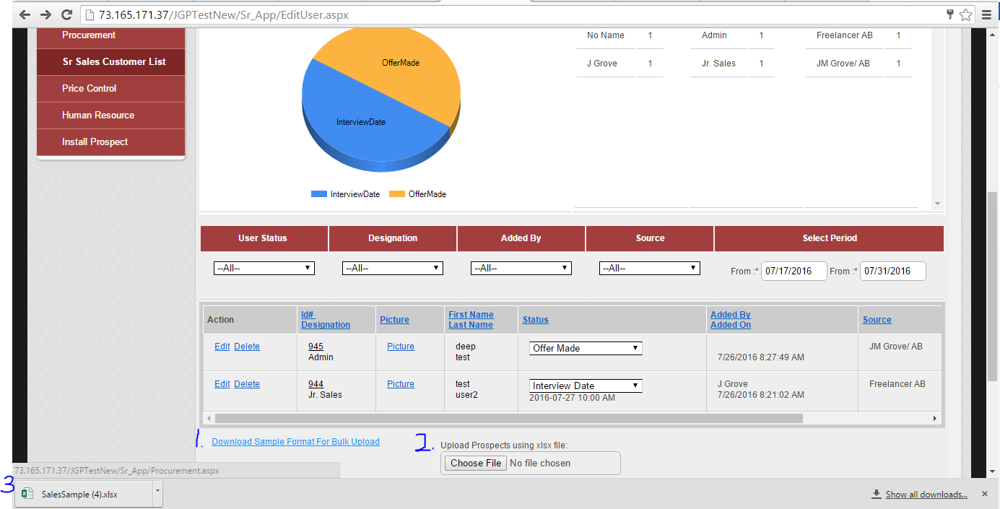 73.165.171.37/JGPTestNew/Sr_App/EditUser.aspx
Procurement
Sr Sales Customer List
Price Control
Human Resource
Install Prospect
OfferMade
InterviewDate
InterviewDate OfferMade
No Name 1 Admin 1 Freelancer AB 1
J Grove 1 Jr. Sales 1 JM Grove/ AB 1
User Status Designation Added By Source Select Period
--All-- --All-- --All-- --All-- From :* 07/17/2016 From :* 07/31/2016
Action Id# Designation Picture First Name Last Name Status Added By Added On Source
Edit Delete 945 Picture deep Offer Made JM Grove/ AB
Admin test 7/26/2016 8:27:49 AM
Edit Delete 944 Picture test Interview Date J Grove Freelancer AB
Jr. Sales user2 2016-07-27 10:00 AM 7/26/2016 8:21:02 AM
1. Download Sample Format For Bulk Upload
2. Upload Prospects using xlsx file:
Choose File No file chosen
73.165.171.37/JGPTestNew/Sr_App/Procurement.aspx
3 SalesSample (4).xlsx
Show all downloads...